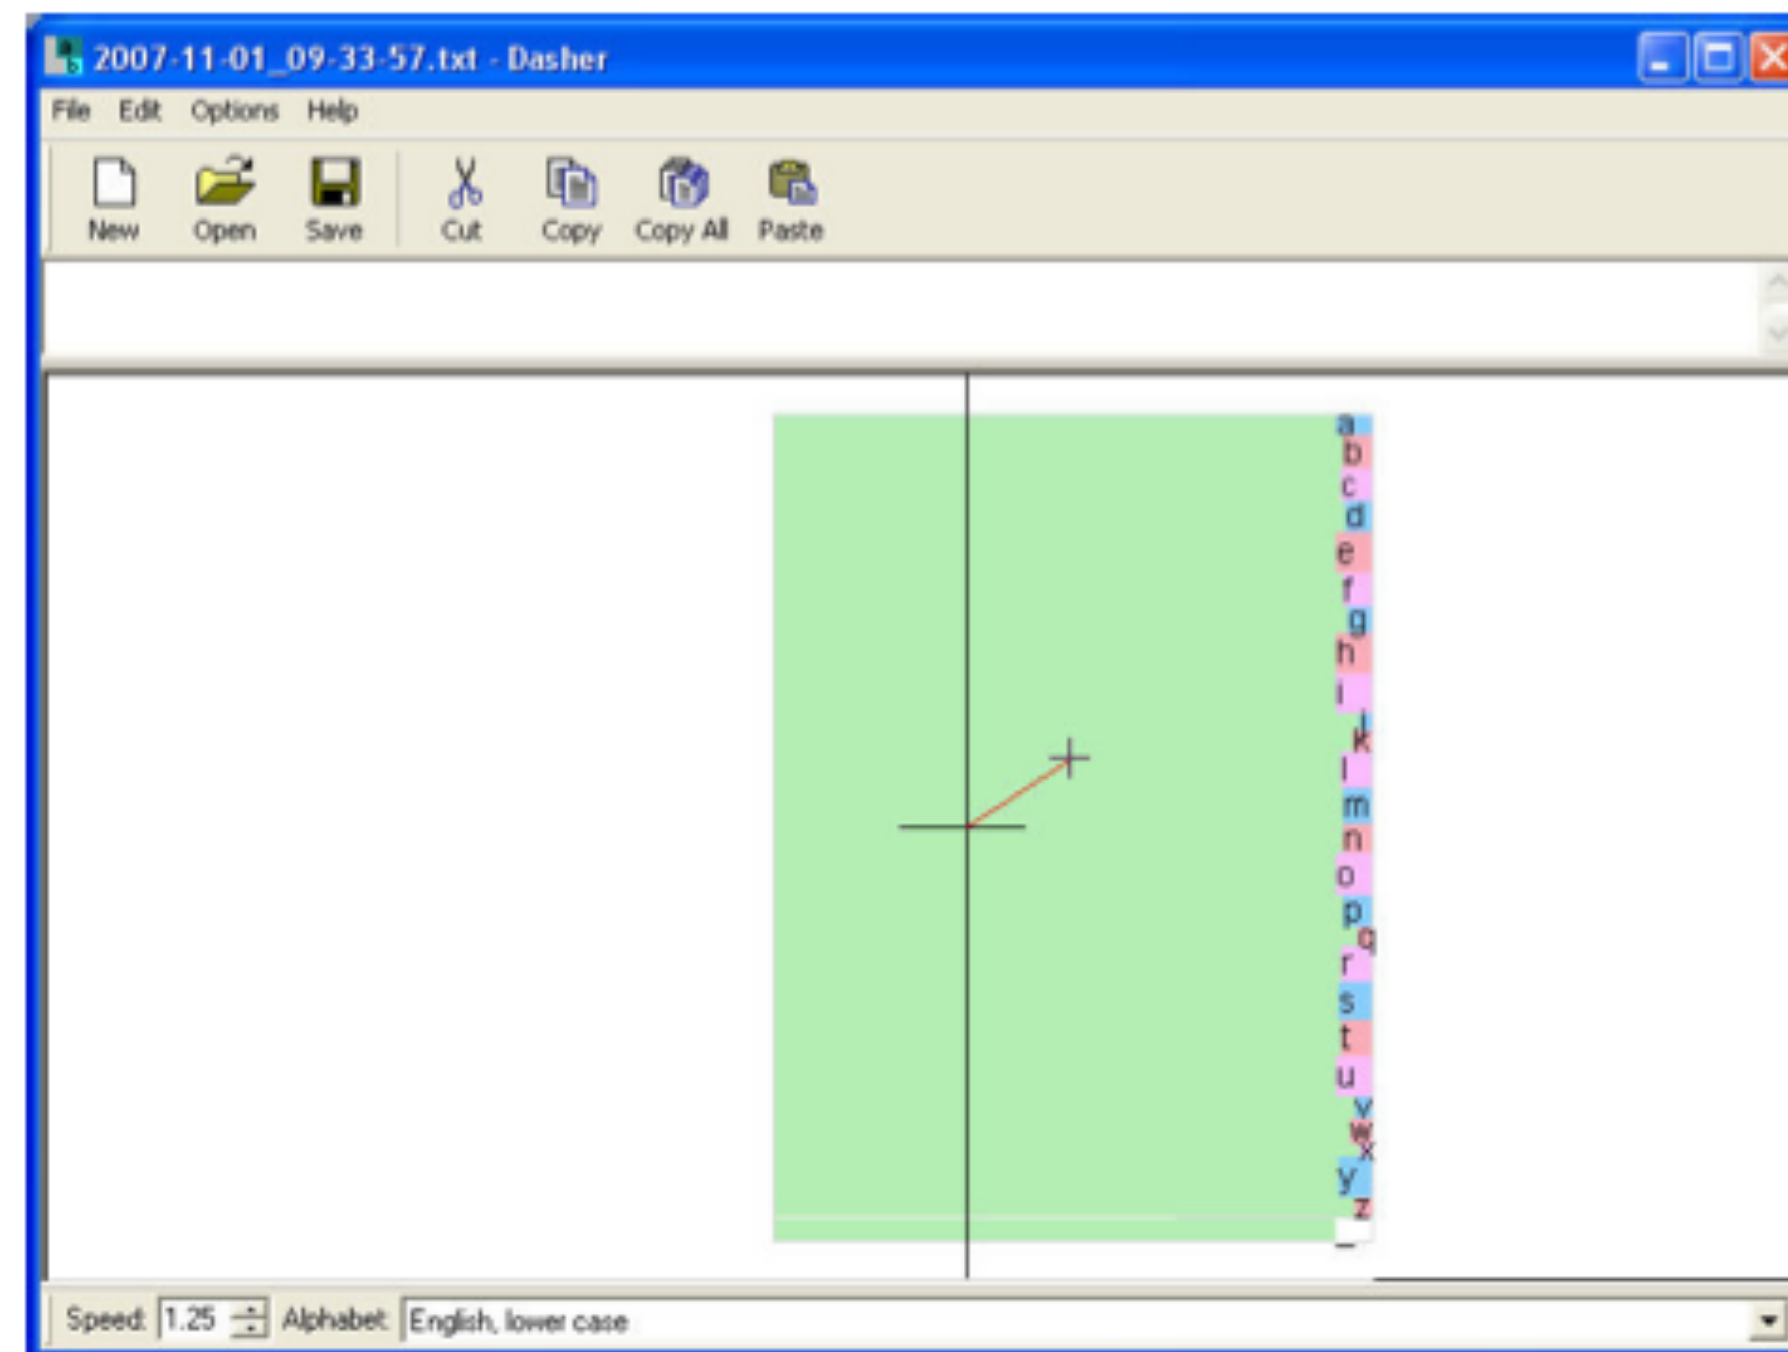 2007-11-01_09-33-57.txt - Dasher
File Edit Options Help
New Open Save Cut Copy Copy All Paste
a
b
c
d
e
f
g
h
i
j
k
l
m
n
o
p
q
r
s
t
u
v
w
x
y
z
_
Speed: 1.25 Alphabet: English, lower case